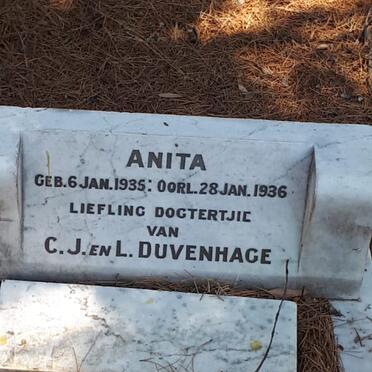 ANITA
GEB. 6 JAN. 1935: OORL. 28 JAN. 1936
LIEFLING DOGTERTJIE
VAN
C. J. EN L. DUVENHAGE